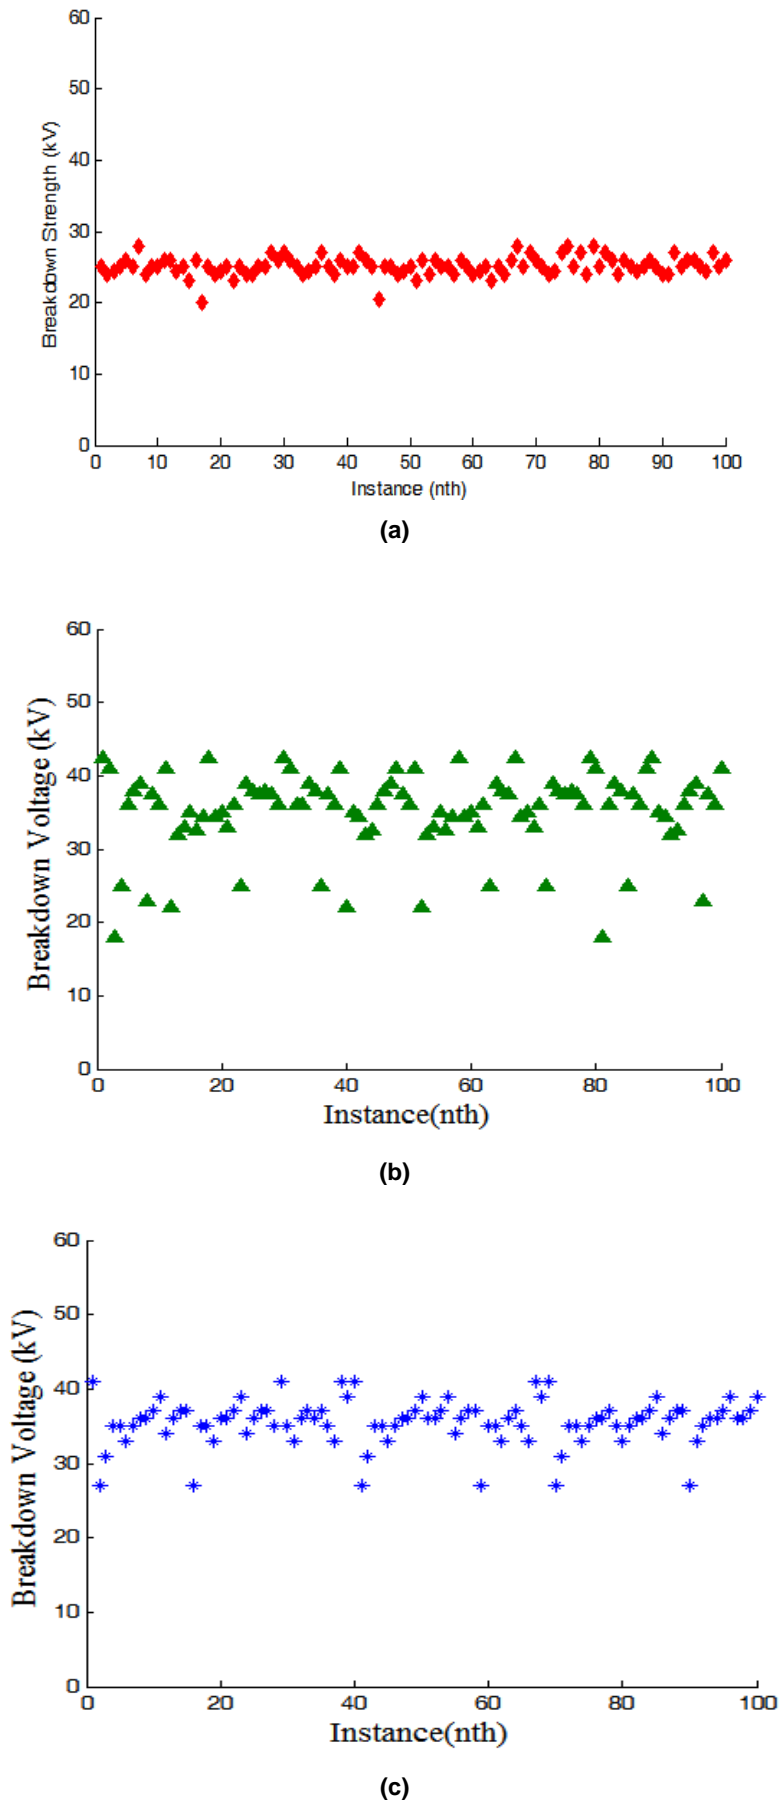 60
50
40
30
20
10
0
Breakdown Strength (kV)
0 10 20 30 40 50 60 70 80 90 100
Instance (nth)
(a)
60
50
40
30
20
10
0
Breakdown Voltage (kV)
0 20 40 60 80 100
Instance(nth)
(b)
60
50
40
30
20
10
0
Breakdown Voltage (kV)
0 20 40 60 80 100
Instance(nth)
(c)